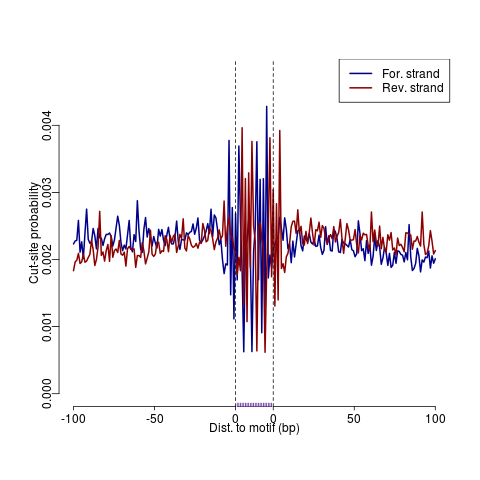 For. strand
Rev. strand
Cut-site probability
0.004
0.003
0.002
0.001
0.000
-100 -50 0 0 50 100
Dist. to motif (bp)